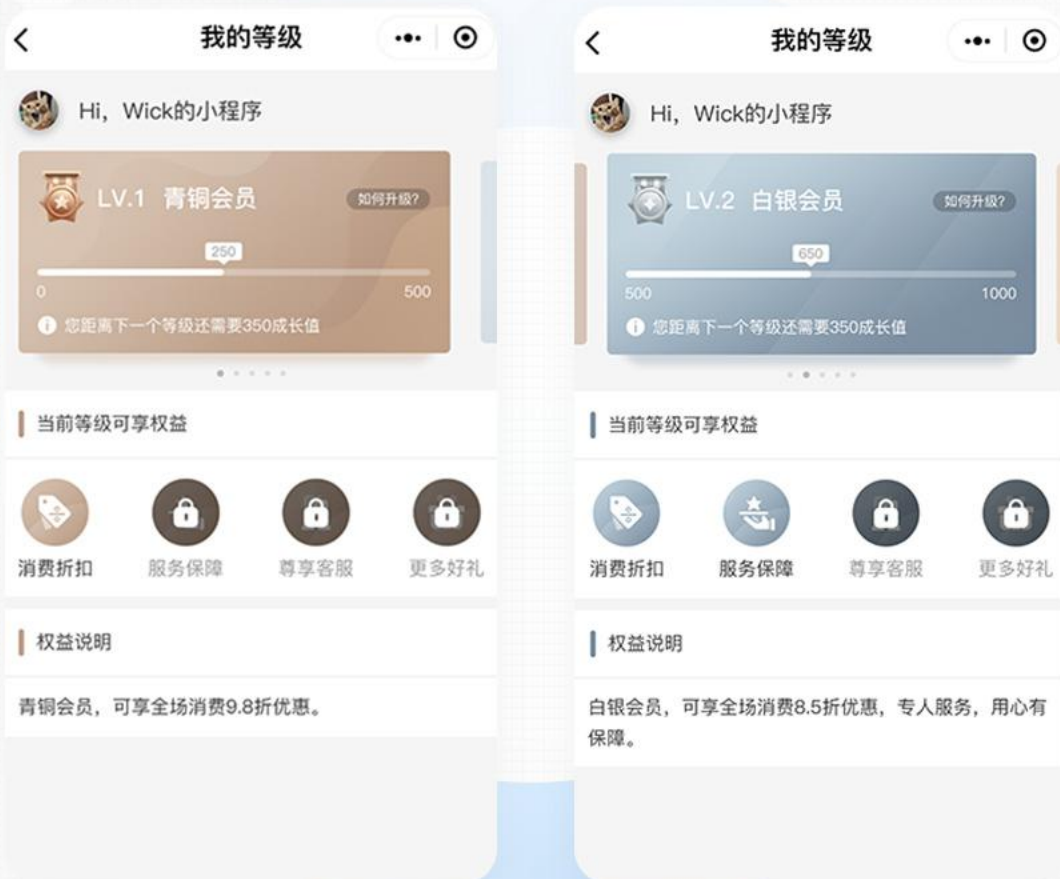 我的等级
Hi，Wick的小程序
LV.1 青铜会员
如何升级?
250
0
500
您距离下一个等级还需要350成长值
当前等级可享权益
消费折扣
服务保障
尊享客服
更多好礼
权益说明
青铜会员，可享全场消费9.8折优惠。
我的等级
Hi，Wick的小程序
LV.2 白银会员
如何升级?
650
500
1000
您距离下一个等级还需要350成长值
当前等级可享权益
消费折扣
服务保障
尊享客服
更多好礼
权益说明
白银会员，可享全场消费8.5折优惠，专人服务，用心有
保障。